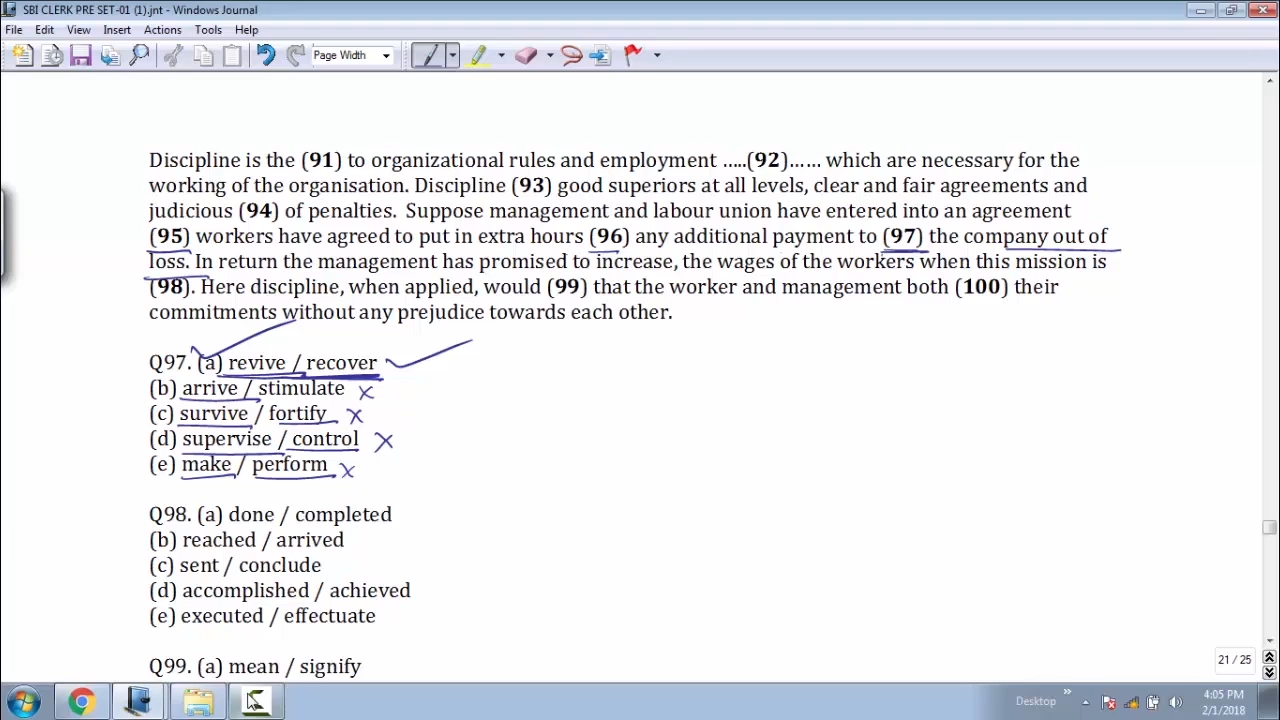 SBI CLERK PRE SET-01 (1).jnt - Windows Journal
File Edit View Insert Actions Tools Help
Page Width
Discipline is the (91) to organizational rules and employment .....(92)...... which are necessary for the
working of the organisation. Discipline (93) good superiors at all levels, clear and fair agreements and
judicious (94) of penalties. Suppose management and labour union have entered into an agreement
(95) workers have agreed to put in extra hours (96) any additional payment to (97) the company out of
loss. In return the management has promised to increase, the wages of the workers when this mission is
(98). Here discipline, when applied, would (99) that the worker and management both (100) their
commitments without any prejudice towards each other.
Q97. (a) revive / recover
(b) arrive / stimulate
(c) survive / fortify
(d) supervise / control
(e) make / perform
Q98. (a) done / completed
(b) reached / arrived
(c) sent / conclude
(d) accomplished / achieved
(e) executed / effectuate
Q99. (a) mean / signify
21 / 25
Desktop
4:05 PM
2/1/2018